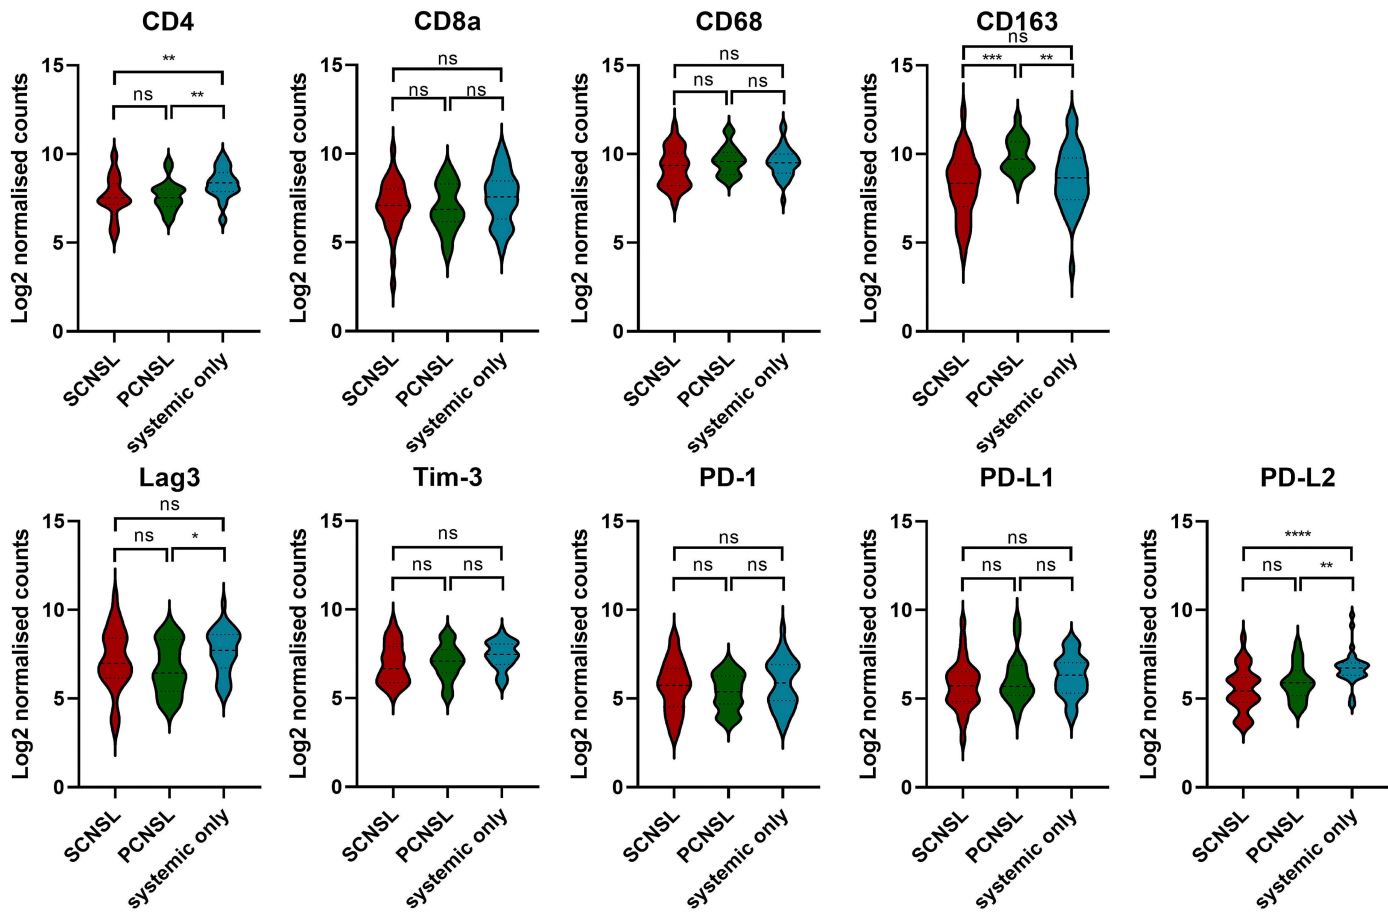 CD4
CD8a
CD68
CD163
Log2 normalised counts
15
10
5
0
**
ns
**
SCNSL
PCNSL
systemic only
Log2 normalised counts
15
10
5
0
ns
ns
ns
SCNSL
PCNSL
systemic only
Log2 normalised counts
15
10
5
0
ns
ns
ns
SCNSL
PCNSL
systemic only
Log2 normalised counts
15
10
5
0
ns
***
**
SCNSL
PCNSL
systemic only
Lag3
Tim-3
PD-1
PD-L1
PD-L2
Log2 normalised counts
15
10
5
0
ns
ns
*
SCNSL
PCNSL
systemic only
Log2 normalised counts
15
10
5
0
ns
ns
ns
SCNSL
PCNSL
systemic only
Log2 normalised counts
15
10
5
0
ns
ns
ns
SCNSL
PCNSL
systemic only
Log2 normalised counts
15
10
5
0
ns
ns
ns
SCNSL
PCNSL
systemic only
Log2 normalised counts
15
10
5
0
****
ns
**
SCNSL
PCNSL
systemic only